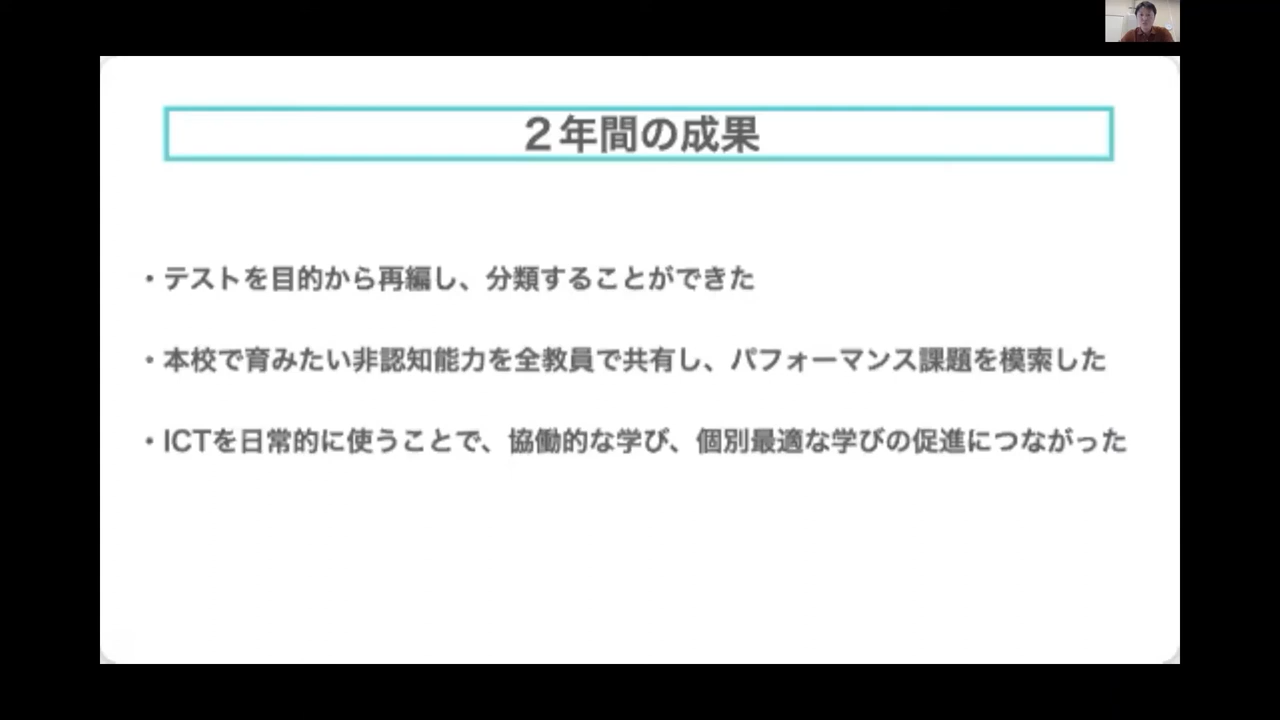 ２年間の成果
・テストを目的から再編し、分類することができた
・本校で育みたい非認知能力を全教員で共有し、パフォーマンス課題を模索した
・ICTを日常的に使うことで、協働的な学び、個別最適な学びの促進につながった